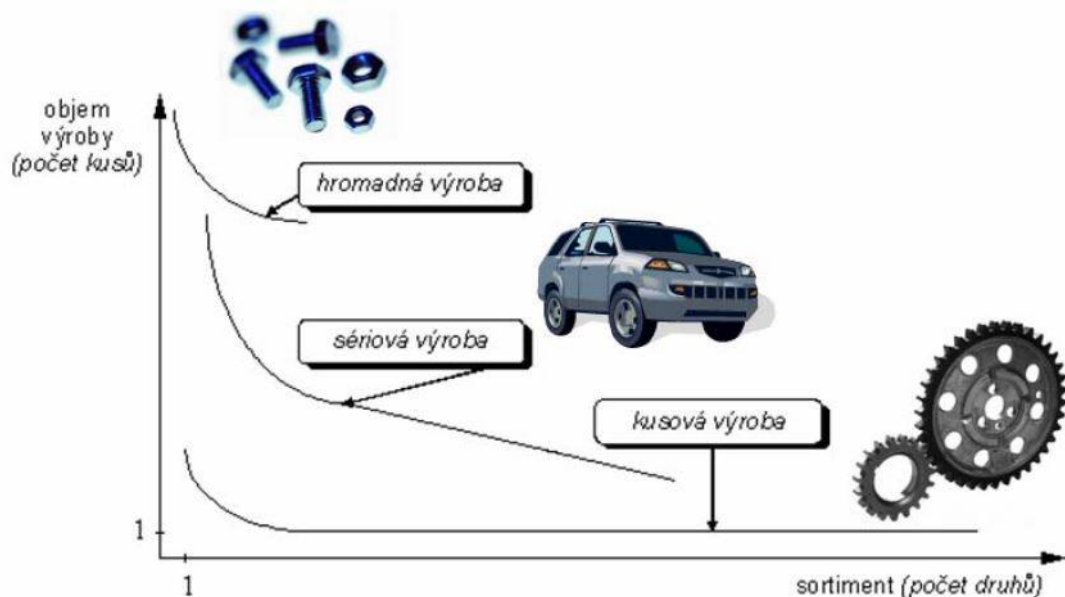 objem
výroby
(počet kusů)
hromadná výroba
sériová výroba
kusová výroba
1
1
sortiment (počet druhů)